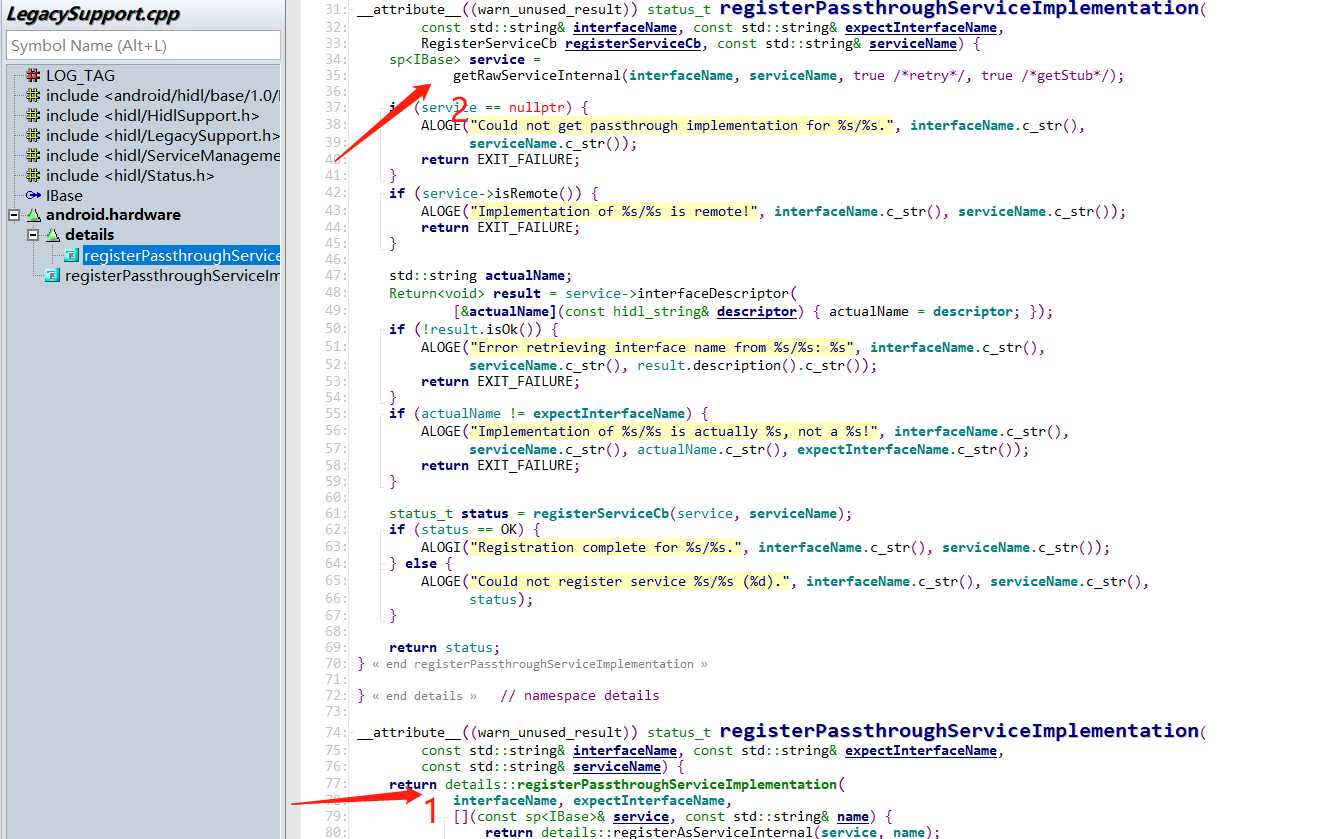 LegacySupport.cpp
Symbol Name (Alt+L)
LOG_TAG
include <android/hidl/base/1.0/
include <hidl/HidlSupport.h>
include <hidl/LegacySupport.h>
include <hidl/ServiceManageme
include <hidl/Status.h>
IBase
android.hardware
details
registerPassthroughService
registerPassthroughServiceIm
31: __attribute__((warn_unused_result)) status_t registerPassthroughServiceImplementation(
32: const std::string& interfaceName, const std::string& expectInterfaceName,
33: RegisterServiceCb registerServiceCb, const std::string& serviceName) {
34: sp<IBase> service =
35: getRawServiceInternal(interfaceName, serviceName, true /*retry*/, true /*getStub*/);
36:
37: (service == nullptr) {
38: ALOGE("Could not get passthrough implementation for %s/%s.", interfaceName.c_str(),
39: serviceName.c_str());
40: return EXIT_FAILURE;
41: }
42: if (service->isRemote()) {
43: ALOGE("Implementation of %s/%s is remote!", interfaceName.c_str(), serviceName.c_str());
44: return EXIT_FAILURE;
45: }
46:
47: std::string actualName;
48: Return<void> result = service->interfaceDescriptor(
49: [&actualName](const hidl_string& descriptor) { actualName = descriptor; });
50: if (!result.isOk()) {
51: ALOGE("Error retrieving interface name from %s/%s: %s", interfaceName.c_str(),
52: serviceName.c_str(), result.description().c_str());
53: return EXIT_FAILURE;
54: }
55: if (actualName != expectInterfaceName) {
56: ALOGE("Implementation of %s/%s is actually %s, not a %s!", interfaceName.c_str(),
57: serviceName.c_str(), actualName.c_str(), expectInterfaceName.c_str());
58: return EXIT_FAILURE;
59: }
60:
61: status_t status = registerServiceCb(service, serviceName);
62: if (status == OK) {
63: ALOGI("Registration complete for %s/%s.", interfaceName.c_str(), serviceName.c_str());
64: } else {
65: ALOGE("Could not register service %s/%s (%d).", interfaceName.c_str(), serviceName.c_str(),
66: status);
67: }
68:
69: return status;
70: } « end registerPassthroughServiceImplementation »
71:
72: } « end details » // namespace details
73:
74: __attribute__((warn_unused_result)) status_t registerPassthroughServiceImplementation(
75: const std::string& interfaceName, const std::string& expectInterfaceName,
76: const std::string& serviceName) {
77: return details::registerPassthroughServiceImplementation(
78: interfaceName, expectInterfaceName,
79: [](const sp<IBase>& service, const std::string& name) {
80: return details::registerAsServiceInternal(service, name);
2
1